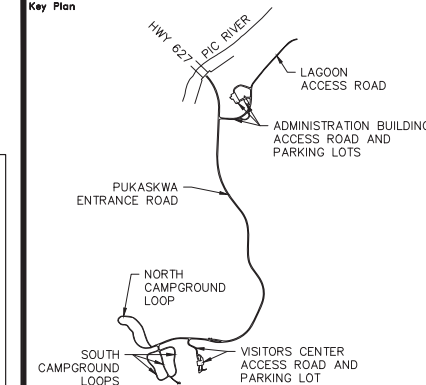 Key Plan
HWY 627
PIC RIVER
LAGOON
ACCESS ROAD
ADMINISTRATION BUILDING
ACCESS ROAD AND
PARKING LOTS
PUKASKWA
ENTRANCE ROAD
NORTH
CAMPGROUND
LOOP
SOUTH
CAMPGROUND
LOOPS
VISITORS CENTER
ACCESS ROAD AND
PARKING LOT